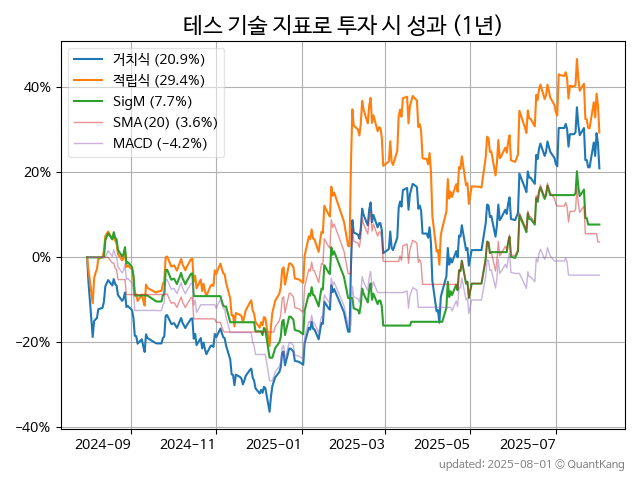 테스 기술 지표로 투자 시 성과 (1년)
거치식 (20.9%)
적립식 (29.4%)
SigM (7.7%)
SMA(20) (3.6%)
MACD (−4.2%)
40%
20%
0%
−20%
−40%
2024-09 2024-11 2025-01 2025-03 2025-05 2025-07
updated: 2025-08-01 © QuantKang